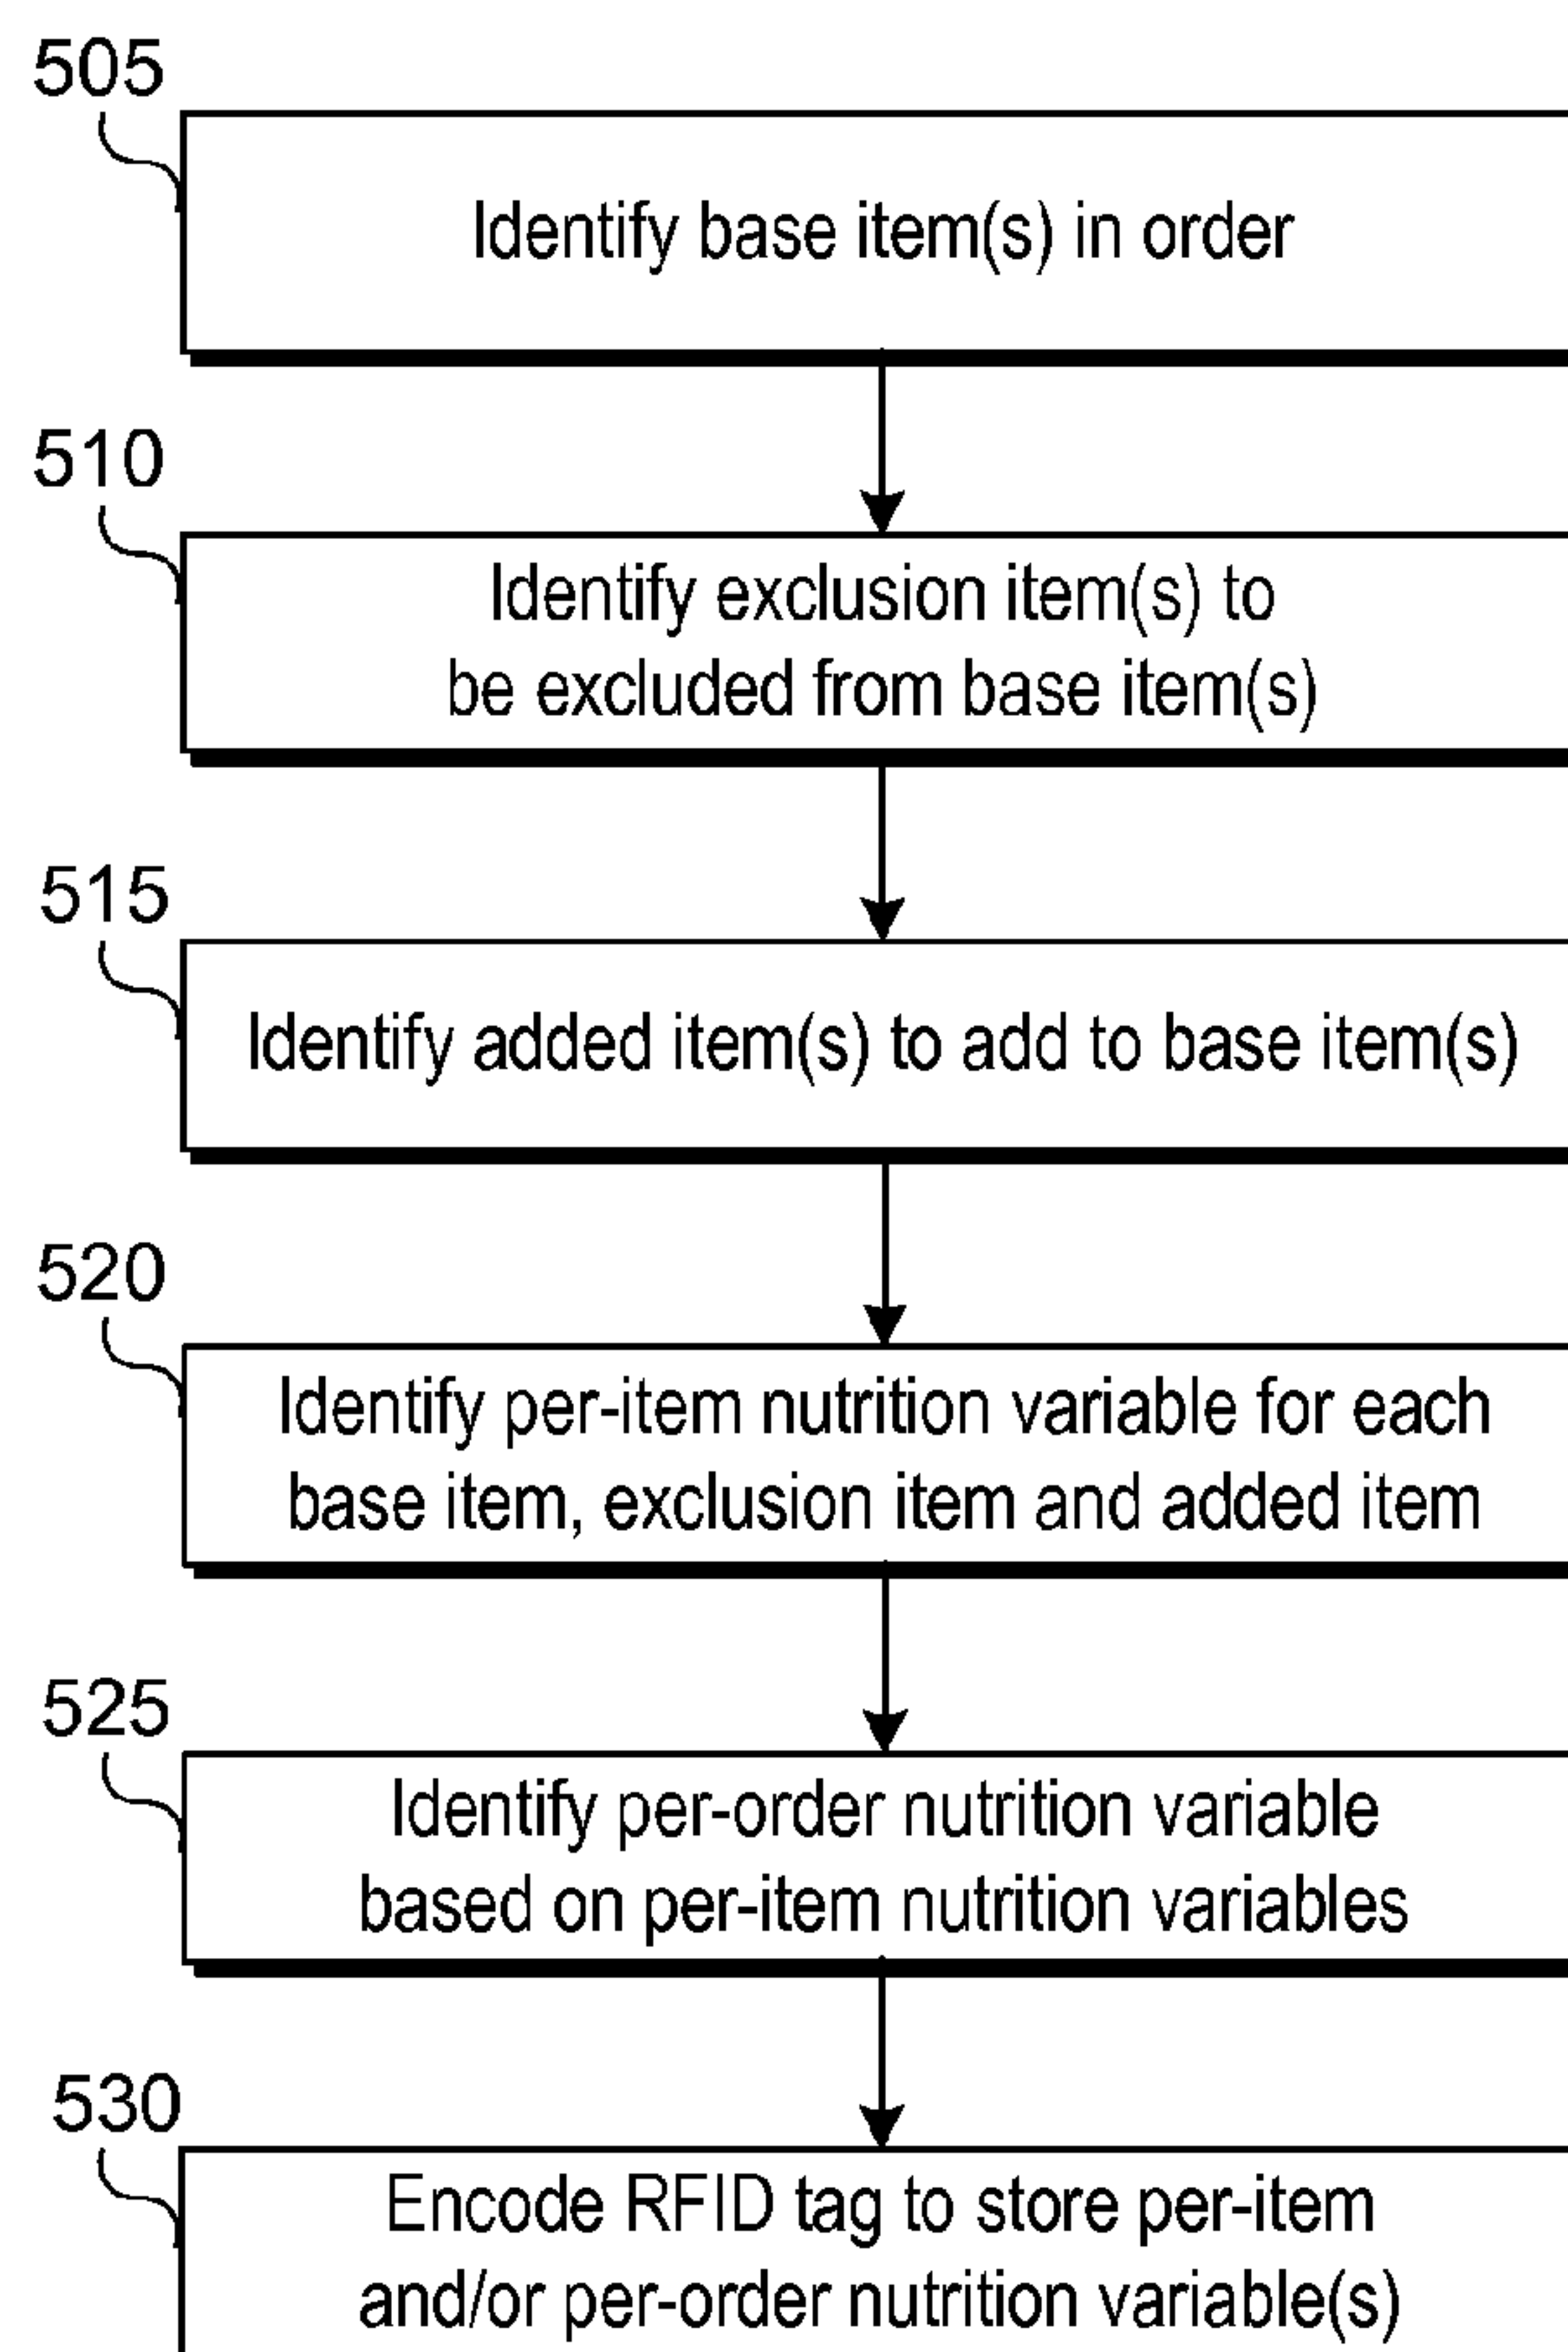 505
Identify base item(s) in order
510
Identify exclusion item(s) to
be excluded from base item(s)
515
Identify added item(s) to add to base item(s)
520
Identify per-item nutrition variable for each
base item, exclusion item and added item
525
Identify per-order nutrition variable
based on per-item nutrition variables
530
Encode RFID tag to store per-item
and/or per-order nutrition variable(s)